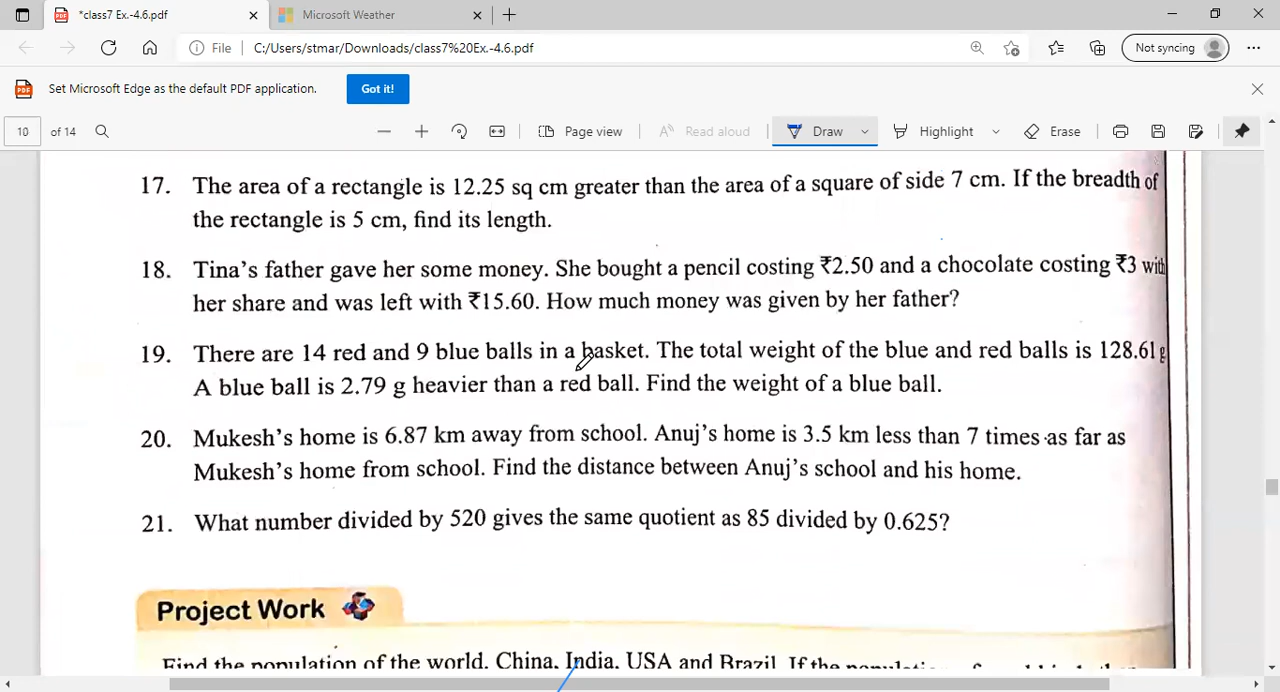 *class7 Ex.-4.6.pdf
Microsoft Weather
File
C:/Users/stmar/Downloads/class7%20Ex.-4.6.pdf
Not syncing
PDF
Set Microsoft Edge as the default PDF application.
Got it!
10 of 14
Page view
Read aloud
Draw
Highlight
Erase
17. The area of a rectangle is 12.25 sq cm greater than the area of a square of side 7 cm. If the breadth of
the rectangle is 5 cm, find its length.
18. Tina's father gave her some money. She bought a pencil costing ₹2.50 and a chocolate costing ₹3 with
her share and was left with ₹15.60. How much money was given by her father?
19. There are 14 red and 9 blue balls in a basket. The total weight of the blue and red balls is 128.61 g
A blue ball is 2.79 g heavier than a red ball. Find the weight of a blue ball.
20. Mukesh's home is 6.87 km away from school. Anuj's home is 3.5 km less than 7 times as far as
Mukesh's home from school. Find the distance between Anuj's school and his home.
21. What number divided by 520 gives the same quotient as 85 divided by 0.625?
Project Work
Find the population of the world, China, India, USA and Brazil. If the